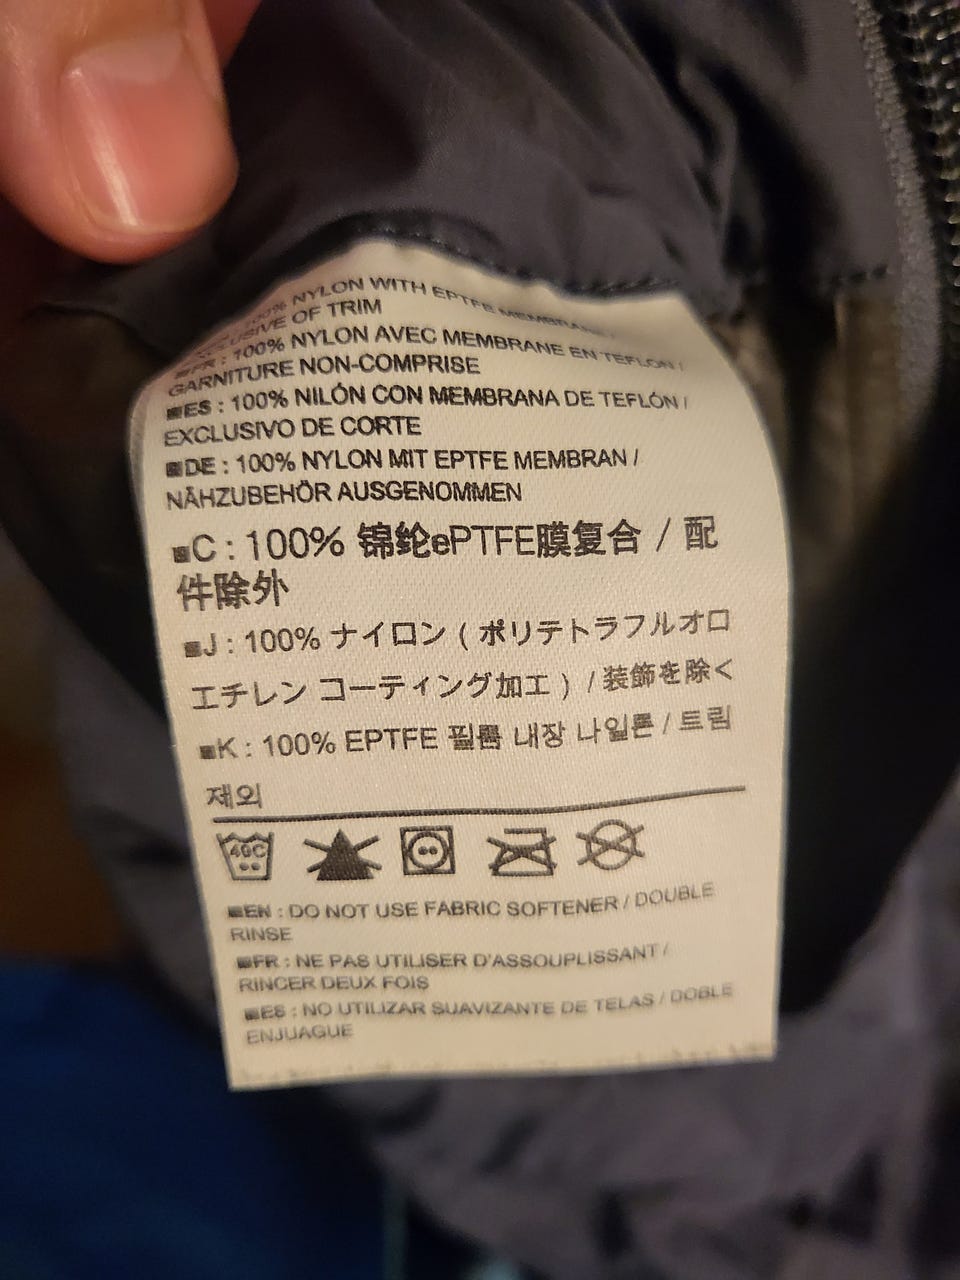 100% NYLON WITH EPTFE MEMBRANE
EXCLUSIVE OF TRIM
■FR : 100% NYLON AVEC MEMBRANE EN TEFLON /
GARNITURE NON-COMPRISE
■ES : 100% NILÓN CON MEMBRANA DE TEFLÓN /
EXCLUSIVO DE CORTE
■DE : 100% NYLON MIT EPTFE MEMBRAN /
NÄHZUBEHÖR AUSGENOMMEN
■C : 100% 锦纶ePTFE膜复合 / 配
件除外
■J : 100% ナイロン ( ポリテトラフルオロ
エチレン コーティング加工 ) / 装飾を除く
■K : 100% EPTFE 필름 내장 나일론 / 트림
제외
40C
■EN : DO NOT USE FABRIC SOFTENER / DOUBLE
RINSE
■FR : NE PAS UTILISER D'ASSOUPLISSANT /
RINCER DEUX FOIS
■ES : NO UTILIZAR SUAVIZANTE DE TELAS / DOBLE
ENJUAGUE